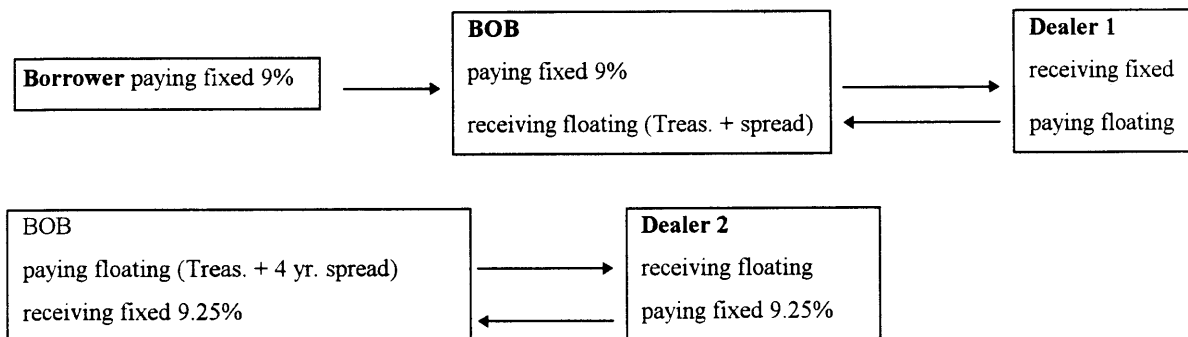 Borrower paying fixed 9%
BOB
paying fixed 9%
receiving floating (Treas. + spread)
Dealer 1
receiving fixed
paying floating
BOB
paying floating (Treas. + 4 yr. spread)
receiving fixed 9.25%
Dealer 2
receiving floating
paying fixed 9.25%